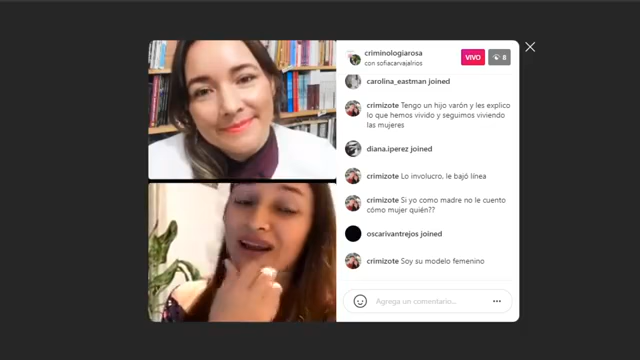 criminologiarosa
con sofiacarvajalrios
VIVO
8
carolina_eastman joined
crimizote Tengo un hijo varón y les explico
lo que hemos vivido y seguimos viviendo
las mujeres
diana.iperez joined
crimizote Lo involucro, le bajó línea
crimizote Si yo como madre no le cuento
cómo mujer quién??
oscarivantrejos joined
crimizote Soy su modelo femenino
Agrega un comentario...